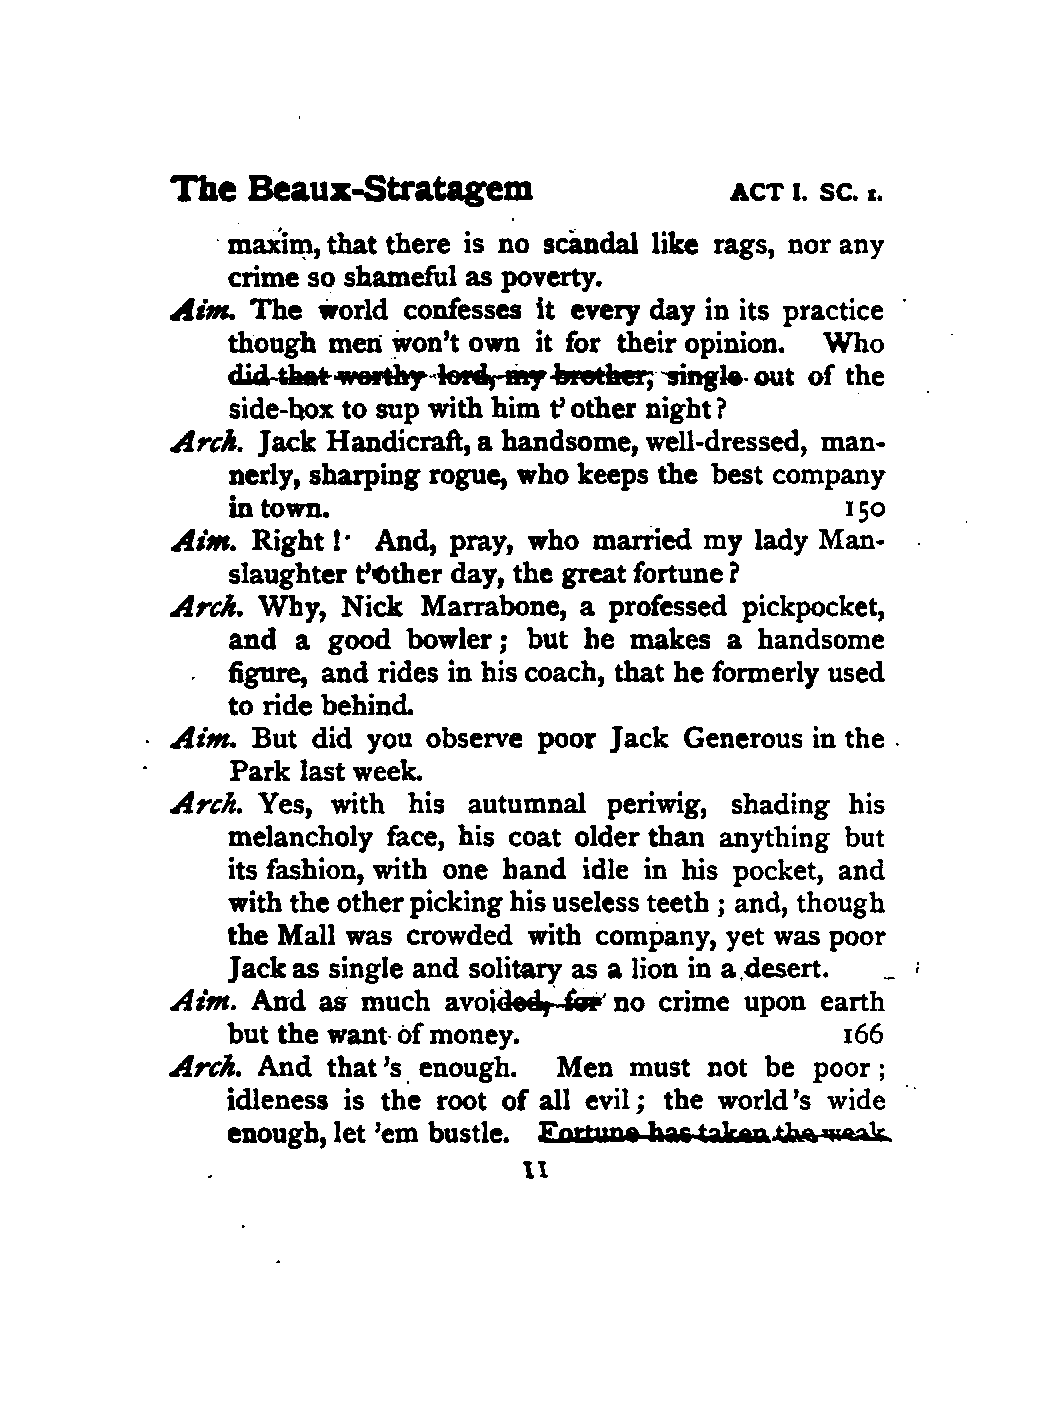 The Beaux-Stratagem ACT I. SC. I.
maxim, that there is no scandal like rags, nor any
crime so shameful as poverty.
Aim. The world confesses it every day in its practice
though men won't own it for their opinion. Who
did that worthy lord, my brother, single out of the
side-box to sup with him t' other night?
Arch. Jack Handicraft, a handsome, well-dressed, man-
nerly, sharping rogue, who keeps the best company
in town. 150
Aim. Right! And, pray, who married my lady Man-
slaughter t'other day, the great fortune?
Arch. Why, Nick Marrabone, a professed pickpocket,
and a good bowler; but he makes a handsome
figure, and rides in his coach, that he formerly used
to ride behind.
Aim. But did you observe poor Jack Generous in the
Park last week.
Arch. Yes, with his autumnal periwig, shading his
melancholy face, his coat older than anything but
its fashion, with one hand idle in his pocket, and
with the other picking his useless teeth; and, though
the Mall was crowded with company, yet was poor
Jack as single and solitary as a lion in a desert.
Aim. And as much avoided, for no crime upon earth
but the want of money. 166
Arch. And that's enough. Men must not be poor;
idleness is the root of all evil; the world's wide
enough, let 'em bustle. Fortune has taken the weak
11